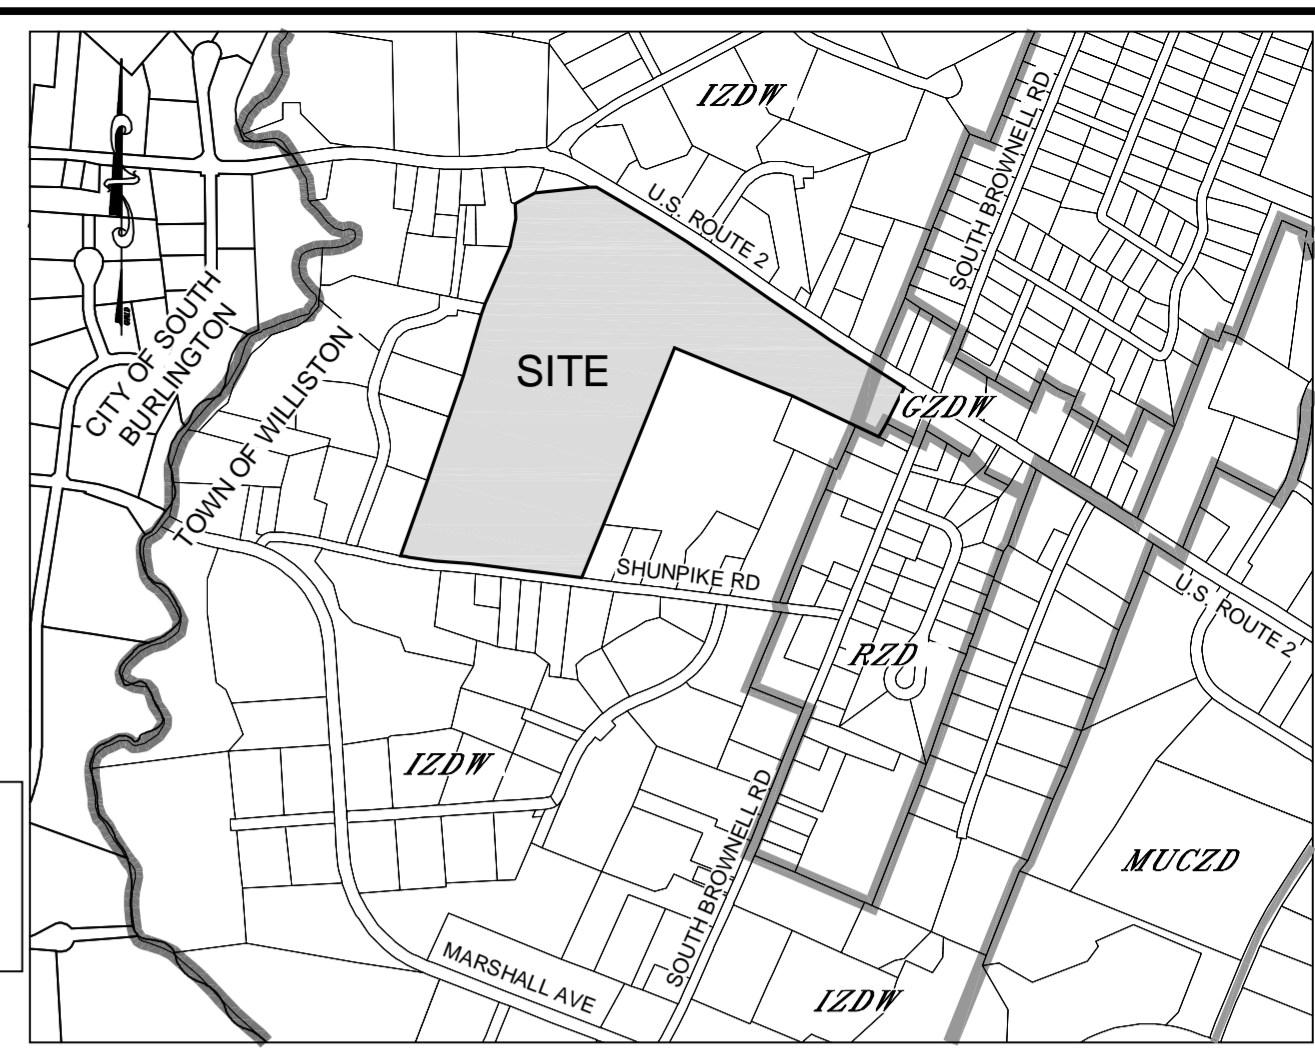 IZDW
SOUTH BROWNELL RD
U.S. ROUTE 2
CITY OF SOUTH
BURLINGTON
TOWN OF WILLISTON
SITE
GZDW
SHUNPIKE RD
U.S. ROUTE 2
RZD
IZDW
SOUTH BROWNELL RD
MUCZD
MARSHALL AVE
IZDW